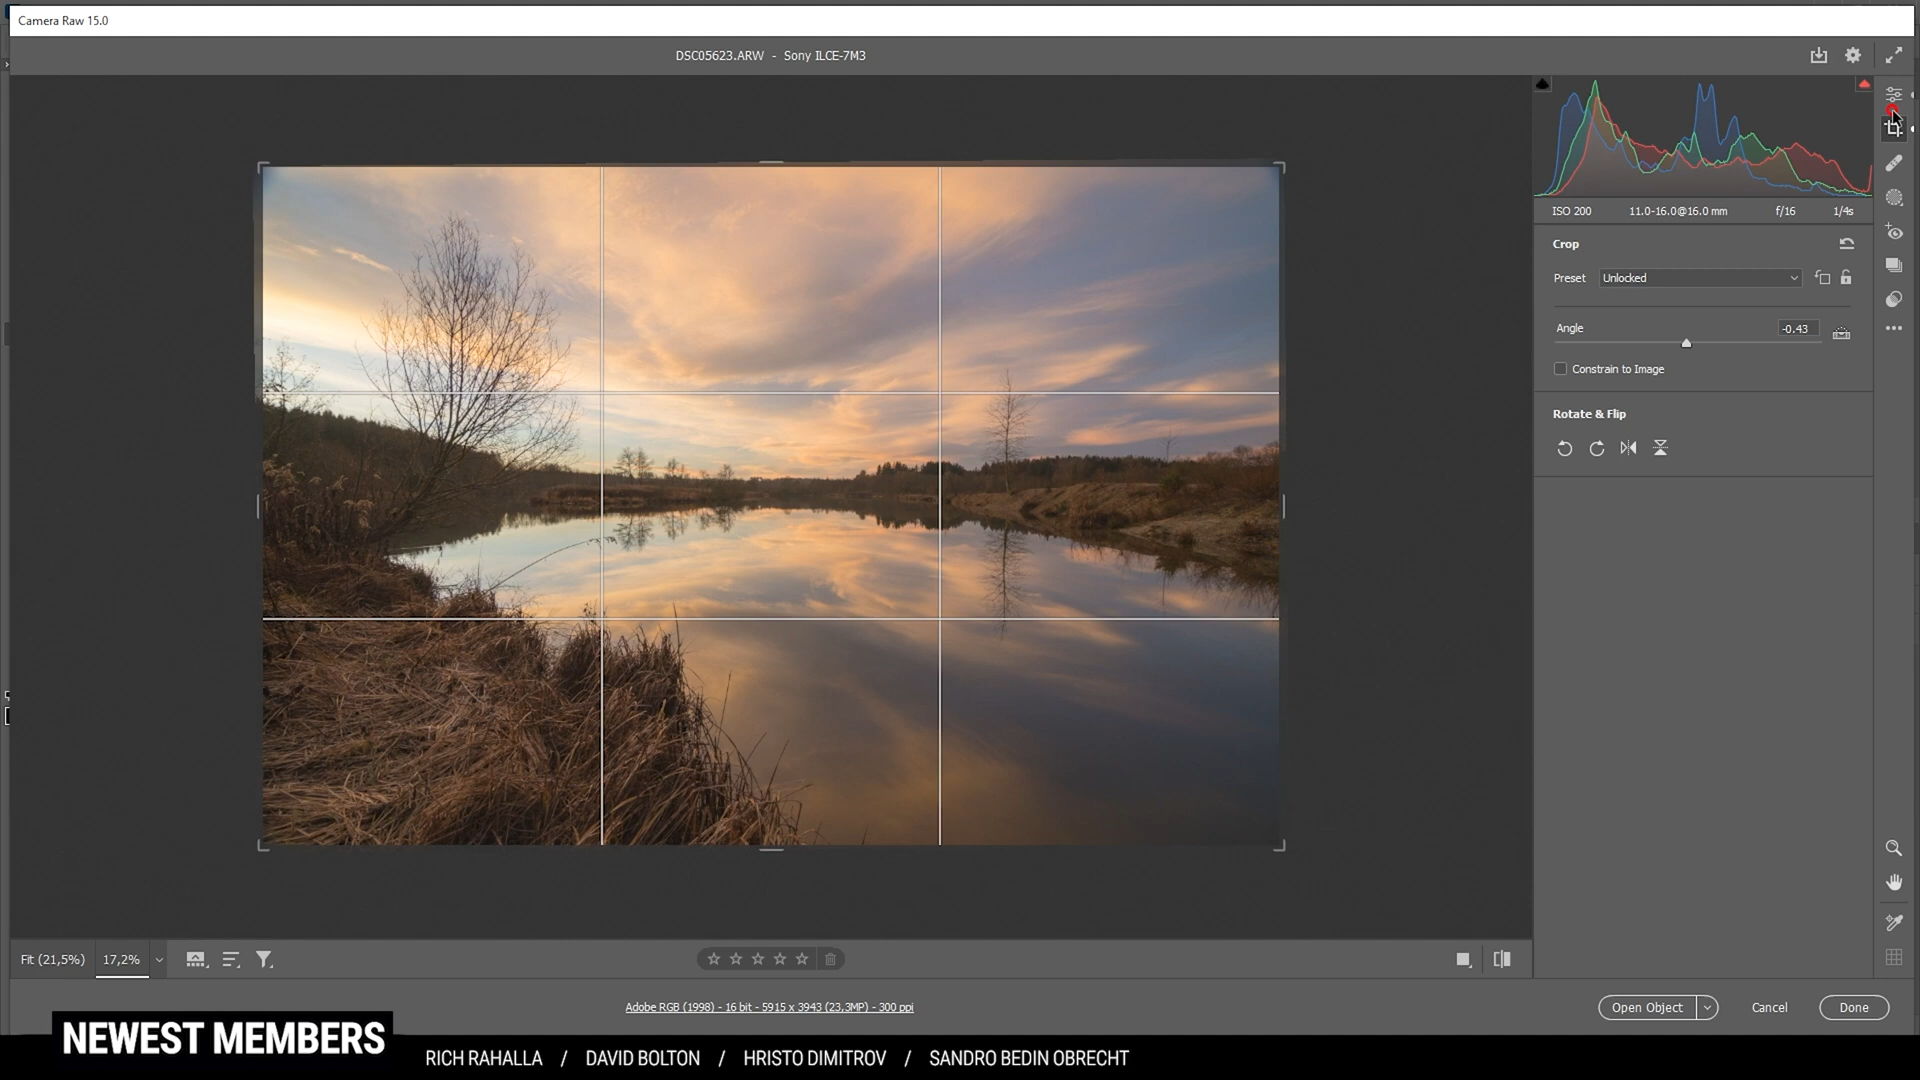 Camera Raw 15.0
DSC05623.ARW - Sony ILCE-7M3
ISO 200 11.0-16.0@16.0 mm f/16 1/4s
Crop
Preset Unlocked
Angle -0.43
Constrain to Image
Rotate & Flip
Fit (21,5%) 17,2%
Adobe RGB (1998) - 16 bit - 5915 x 3943 (23,3MP) - 300 ppi
Open Object Cancel Done
NEWEST MEMBERS
RICH RAHALLA / DAVID BOLTON / HRISTO DIMITROV / SANDRO BEDIN OBRECHT